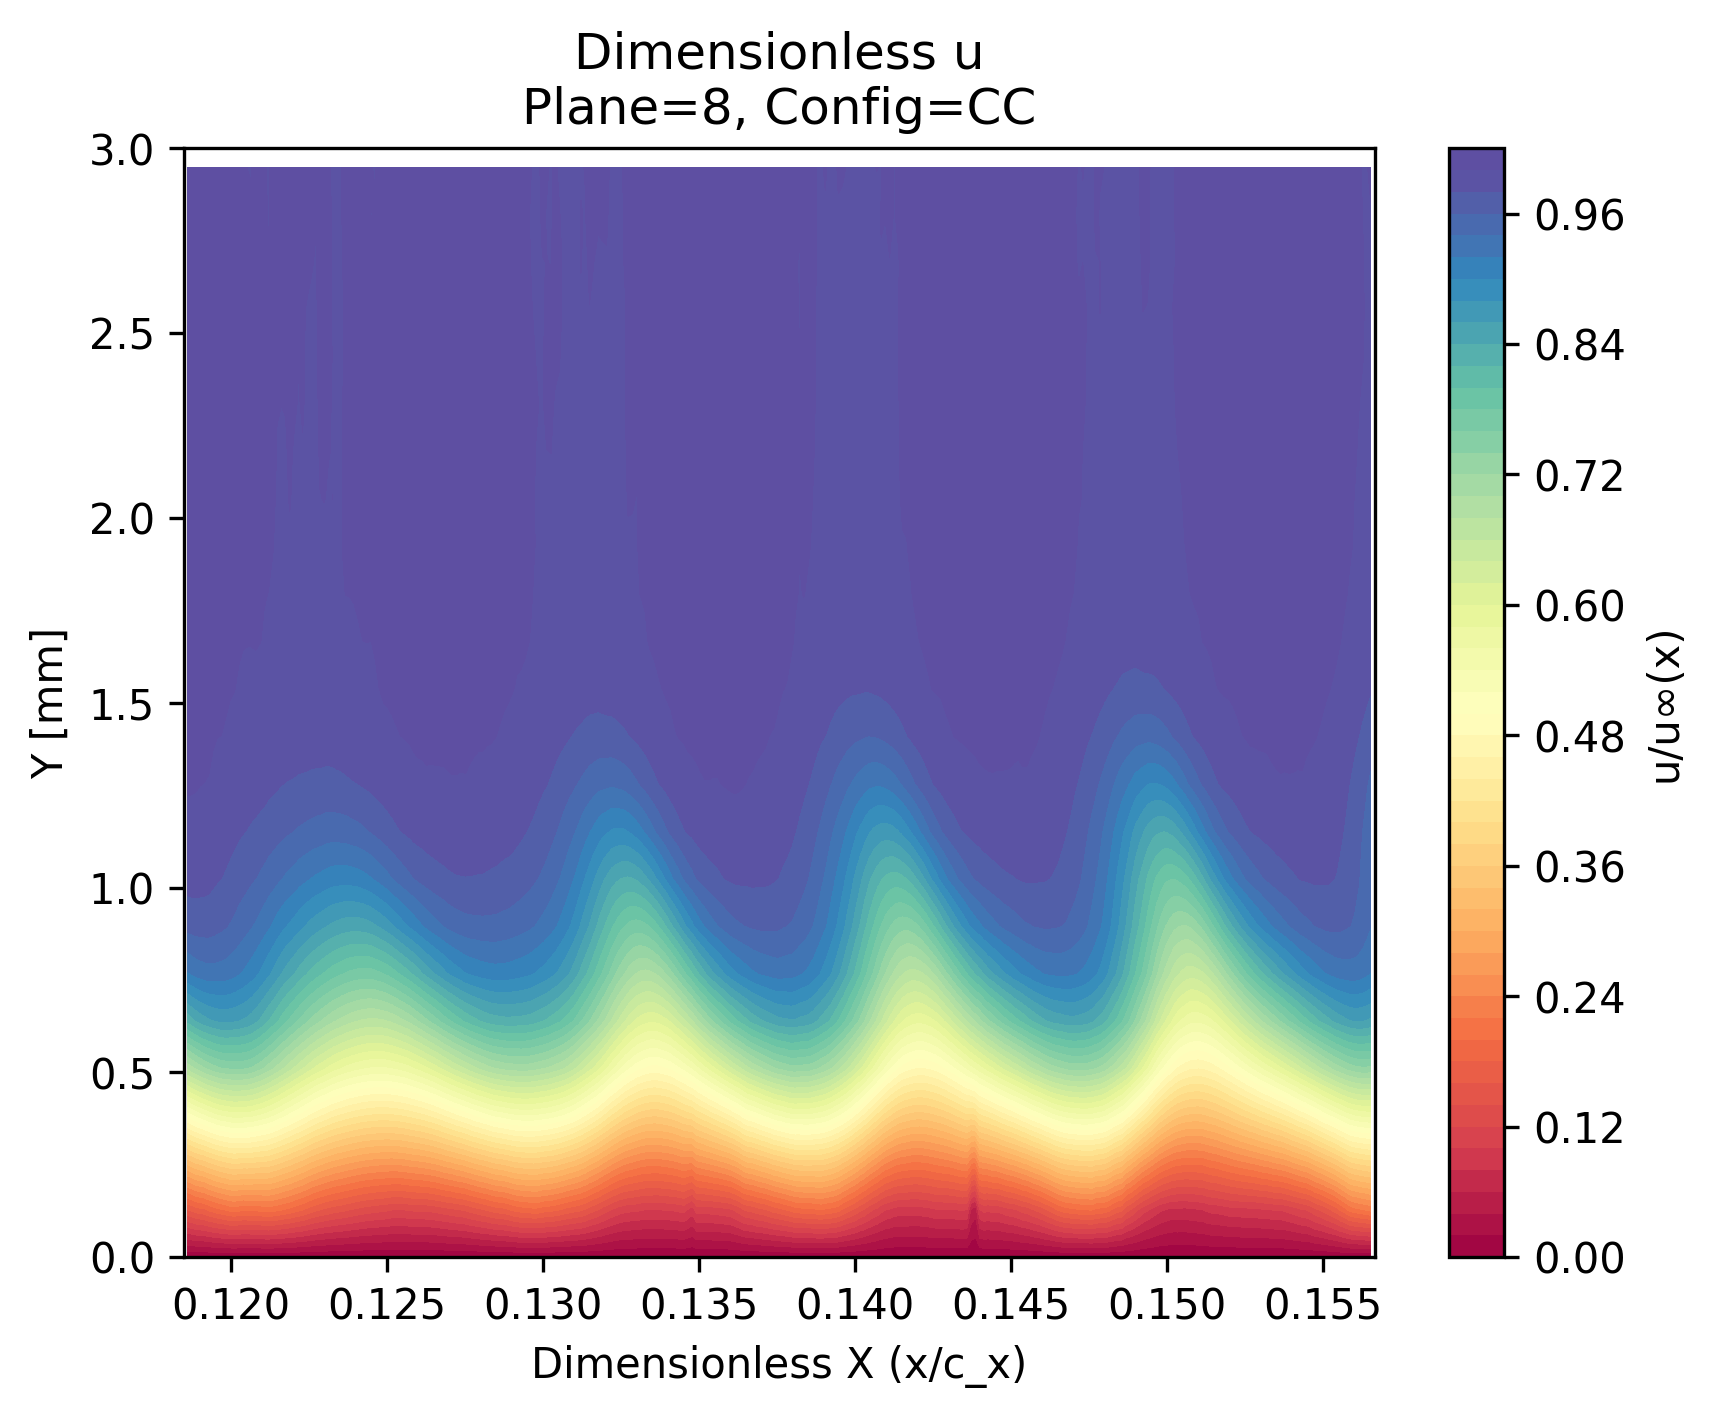 Dimensionless u
Plane=8, Config=CC
3.0
2.5
2.0
1.5
1.0
0.5
0.0
Y [mm]
0.120 0.125 0.130 0.135 0.140 0.145 0.150 0.155
Dimensionless X (x/c_x)
0.96
0.84
0.72
0.60
0.48
0.36
0.24
0.12
0.00
u/u∞(x)